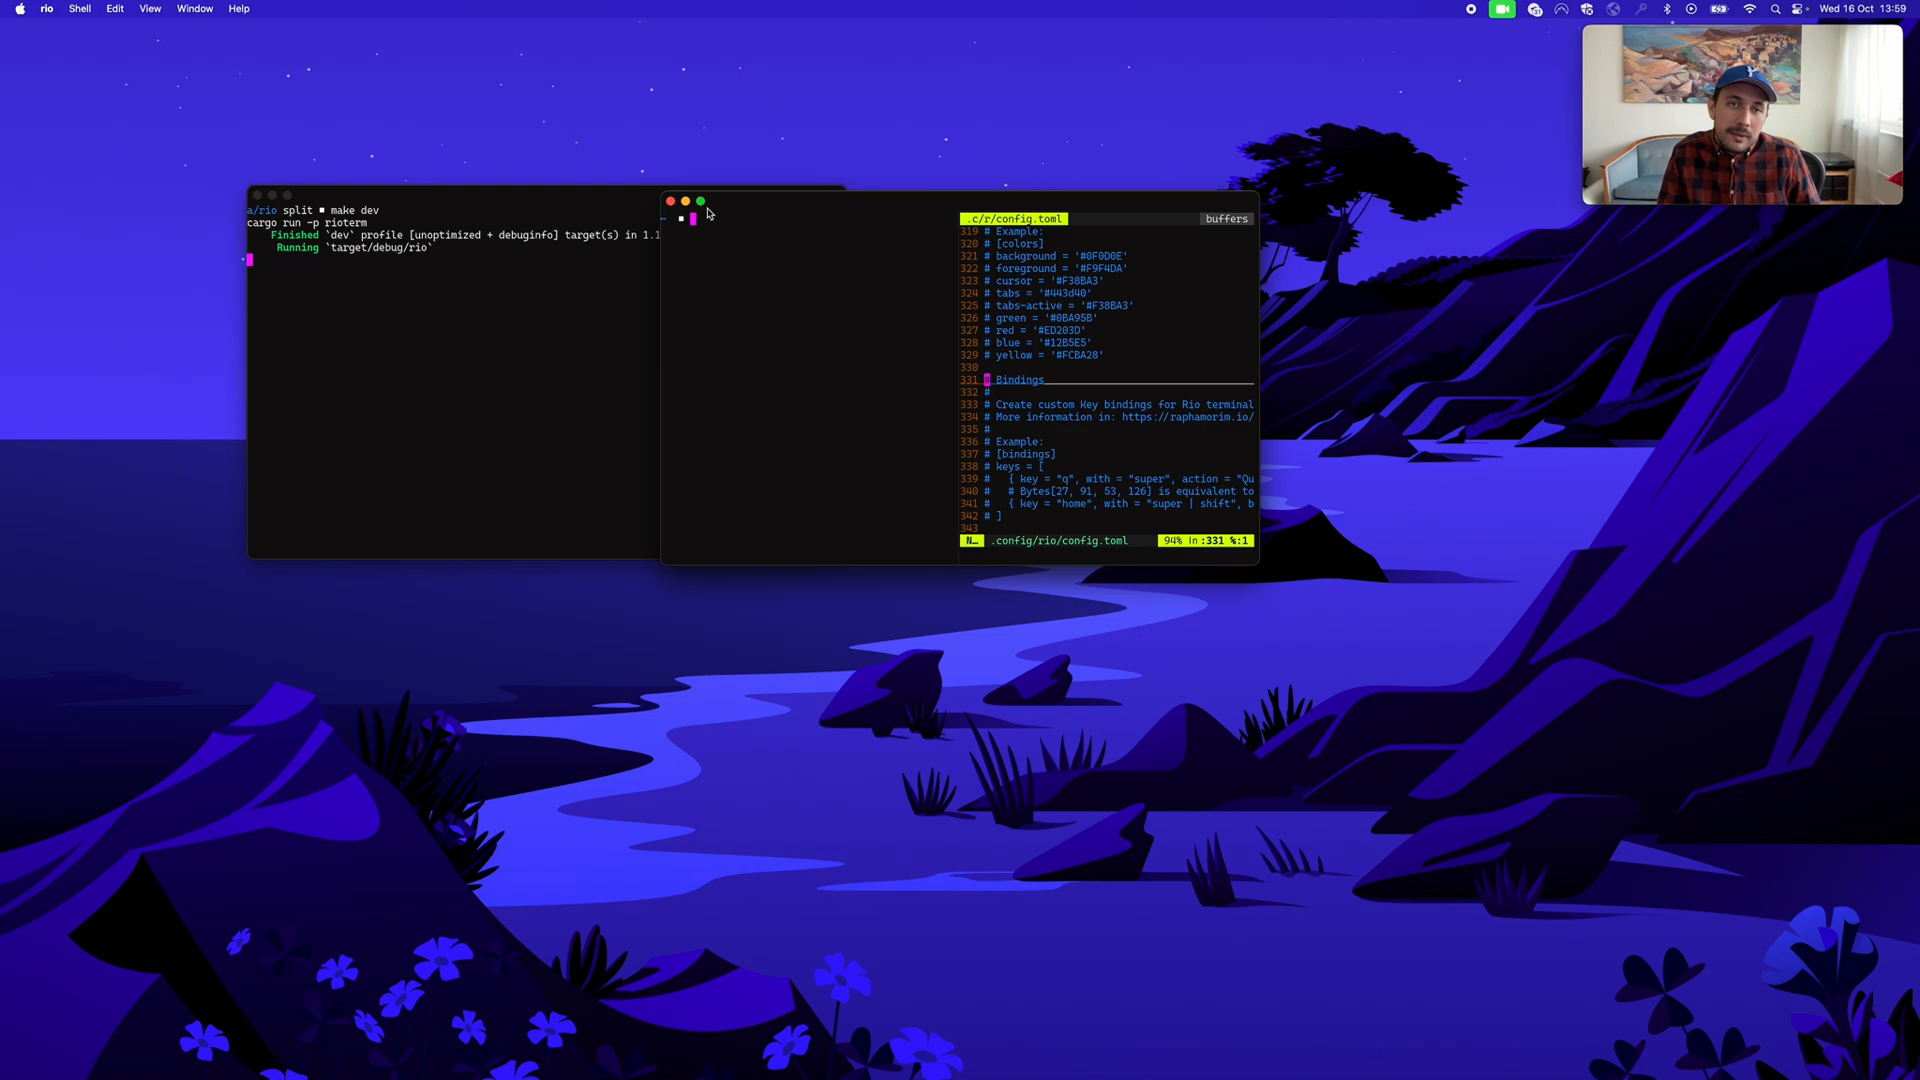 rio Shell Edit View Window Help
Wed 16 Oct 13:59
a/rio split ▪ make dev
cargo run -p rioterm
Finished `dev` profile [unoptimized + debuginfo] target(s) in 1.1
Running `target/debug/rio`
~ ▪
.c/r/config.toml buffers
319 # Example:
320 # [colors]
321 # background = '#0F0D0E'
322 # foreground = '#F9F4DA'
323 # cursor = '#F38BA3'
324 # tabs = '#443d40'
325 # tabs-active = '#F38BA3'
326 # green = '#0BA95B'
327 # red = '#ED203D'
328 # blue = '#12B5E5'
329 # yellow = '#FCBA28'
330
331 # Bindings
332 #
333 # Create custom Key bindings for Rio terminal
334 # More information in: https://raphamorim.io/
335 #
336 # Example:
337 # [bindings]
338 # keys = [
339 #   { key = "q", with = "super", action = "Qu
340 #   # Bytes[27, 91, 53, 126] is equivalent to
341 #   { key = "home", with = "super | shift", b
342 # ]
343
N… .config/rio/config.toml 94% ln :331 %:1